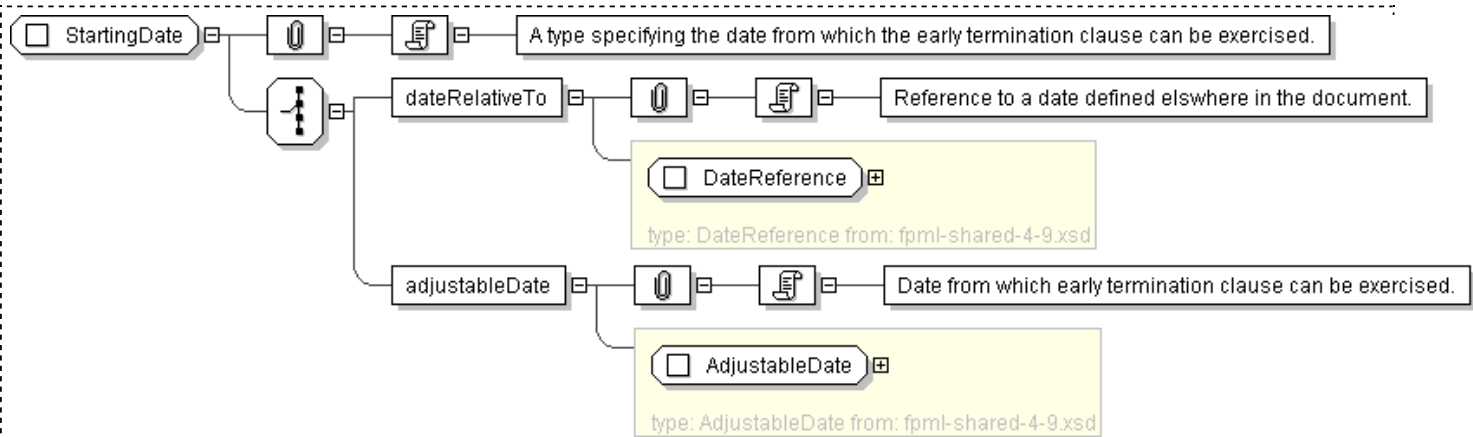 StartingDate
A type specifying the date from which the early termination clause can be exercised.
dateRelativeTo
Reference to a date defined elswhere in the document.
DateReference
type: DateReference from: fpml-shared-4-9.xsd
adjustableDate
Date from which early termination clause can be exercised.
AdjustableDate
type: AdjustableDate from: fpml-shared-4-9.xsd